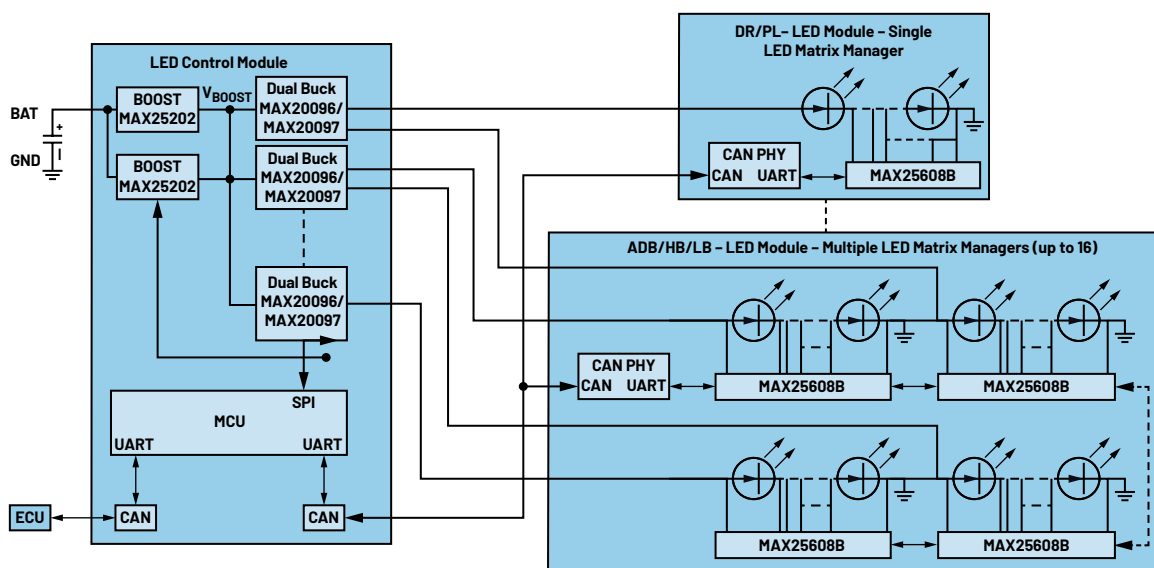 LED Control Module
BAT
+
GND
BOOST
MAX25202
VBOOST
BOOST
MAX25202
Dual Buck
MAX20096/
MAX20097
Dual Buck
MAX20096/
MAX20097
Dual Buck
MAX20096/
MAX20097
SPI
MCU
UART
UART
ECU
CAN
CAN
DR/PL– LED Module – Single
LED Matrix Manager
CAN PHY
CAN UART
MAX25608B
ADB/HB/LB – LED Module – Multiple LED Matrix Managers (up to 16)
CAN PHY
CAN UART
MAX25608B
MAX25608B
MAX25608B
MAX25608B